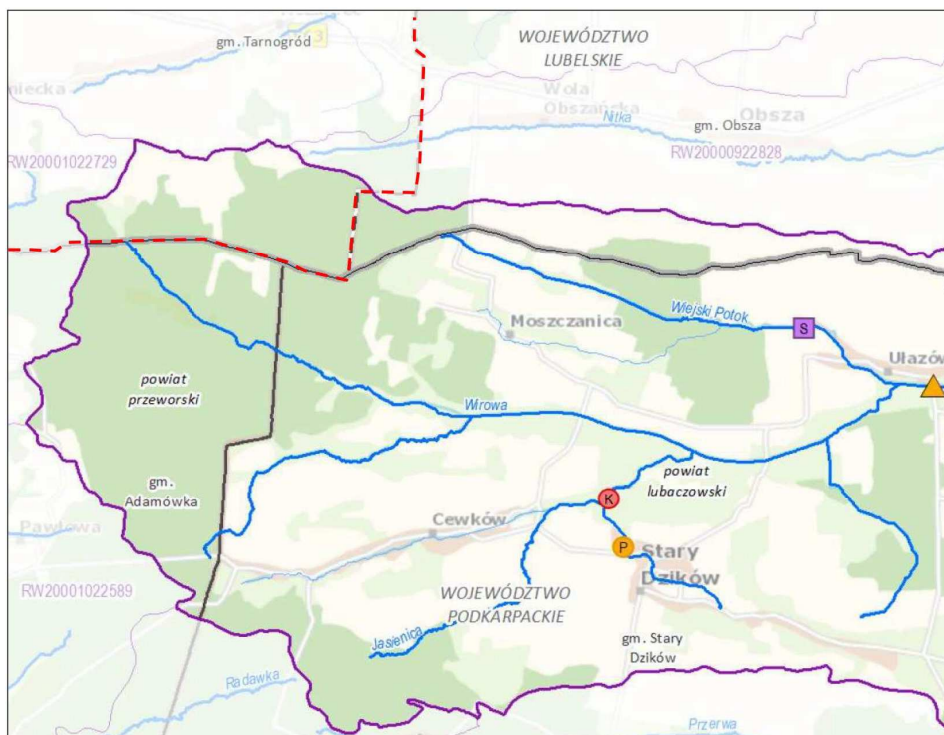 WOJEWÓDZTWO
LUBELSKIE
gm. Tarnogród
Wola
Obszańska
Obsza
Nitka
gm. Obsza
RW20001022729
RW20000922828
Wiejski Potok
S
Moszczanica
Ułazów
powiat
przeworski
Wirowa
powiat
lubaczowski
gm.
Adamówka
K
Pawłowa
Cewków
P
Stary
Dzików
RW20001022589
WOJEWÓDZTWO
PODKARPACKIE
Jasienica
gm. Stary
Dzików
Radawka
Przerwa